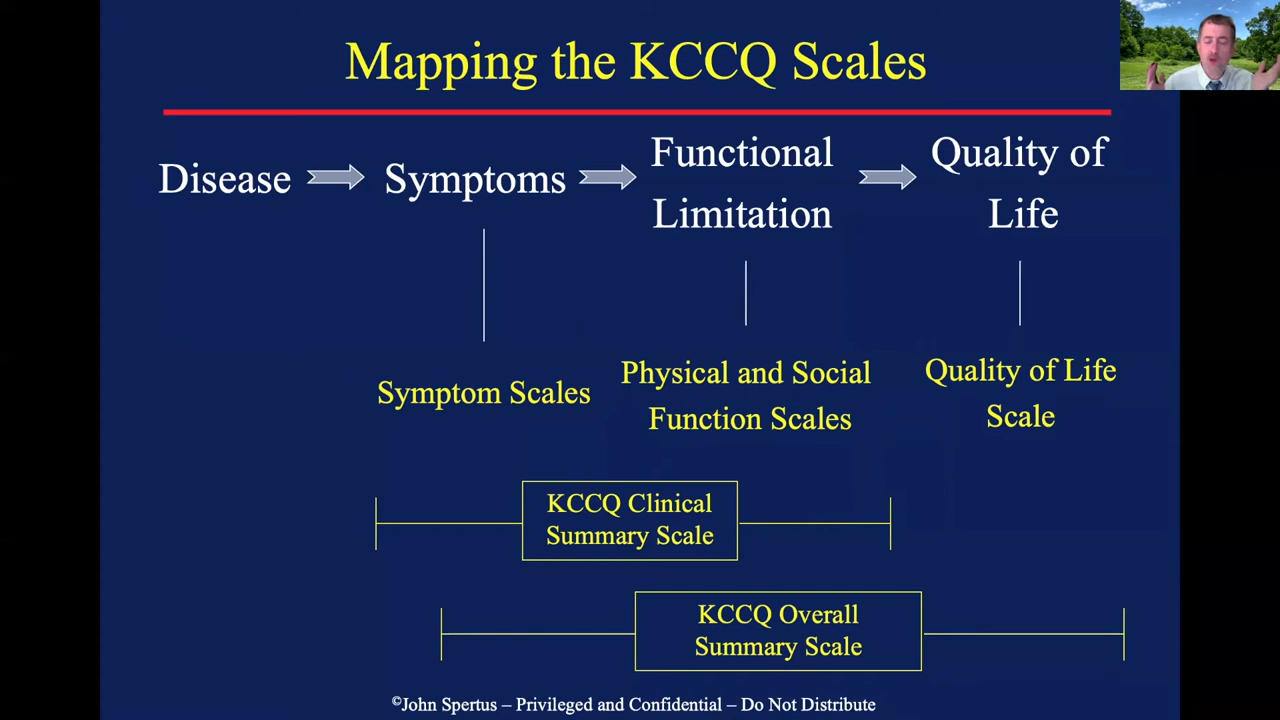 Mapping the KCCQ Scales
Disease
Symptoms
Functional
Limitation
Quality of
Life
Symptom Scales
Physical and Social
Function Scales
Quality of Life
Scale
KCCQ Clinical
Summary Scale
KCCQ Overall
Summary Scale
©John Spertus – Privileged and Confidential – Do Not Distribute